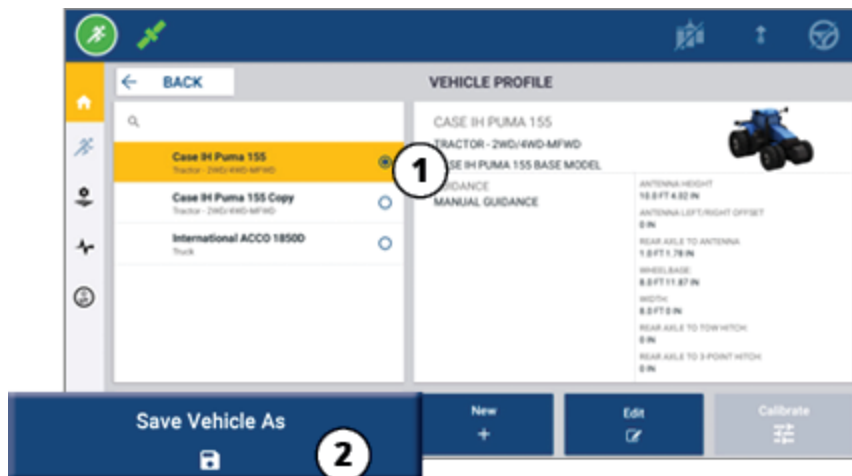 BACK
VEHICLE PROFILE
Case IH Puma 155
Tractor - 2WD/4WD-MFWD
Case IH Puma 155 Copy
Tractor - 2WD/4WD-MFWD
International ACCO 1850D
Truck
1
CASE IH PUMA 155
TRACTOR - 2WD/4WD-MFWD
SE IH PUMA 155 BASE MODEL
IDANCE
MANUAL GUIDANCE
ANTENNA HEIGHT
10.0 FT 4.02 IN
ANTENNA LEFT/RIGHT OFFSET
0 IN
REAR AXLE TO ANTENNA:
1.0 FT 1.78 IN
WHEELBASE:
8.0 FT 11.87 IN
WIDTH:
8.0 FT 0 IN
REAR AXLE TO TOW HITCH:
0 IN
REAR AXLE TO 3-POINT HITCH:
0 IN
Save Vehicle As
2
New
Edit
Calibrate